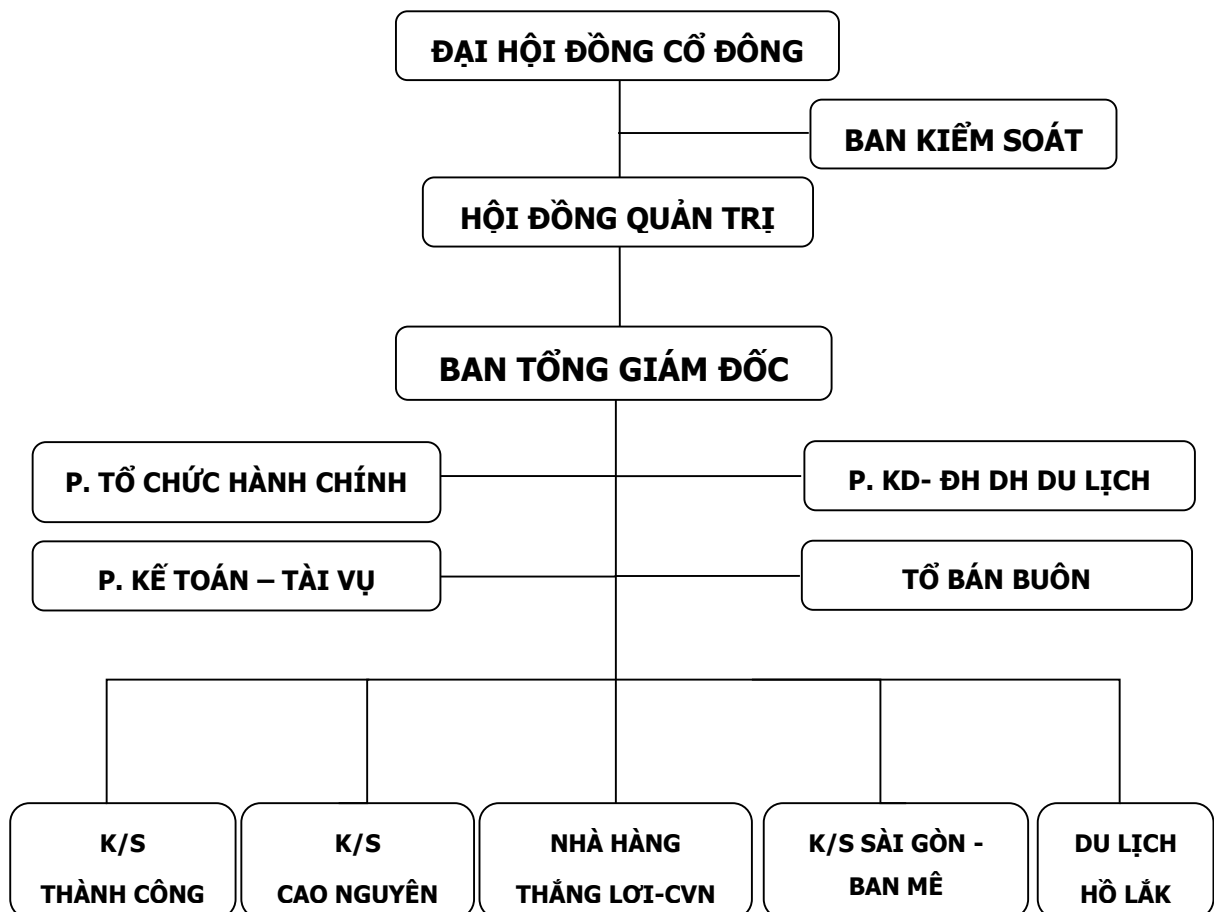 ĐẠI HỘI ĐỒNG CỔ ĐÔNG
BAN KIỂM SOÁT
HỘI ĐỒNG QUẢN TRỊ
BAN TỔNG GIÁM ĐỐC
P. TỔ CHỨC HÀNH CHÍNH
P. KD- ĐH DH DU LỊCH
P. KẾ TOÁN – TÀI VỤ
TỔ BÁN BUÔN
K/S
THÀNH CÔNG
K/S
CAO NGUYÊN
NHÀ HÀNG
THẮNG LƠI-CVN
K/S SÀI GÒN -
BAN MÊ
DU LỊCH
HỒ LẮK